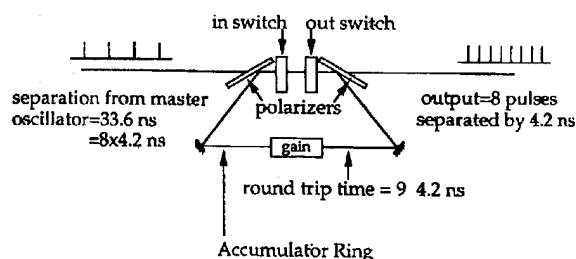 in switch
out switch
separation from master
oscillator=33.6 ns
=8x4.2 ns
polarizers
output=8 pulses
separated by 4.2 ns
gain
round trip time = 9 4.2 ns
Accumulator Ring